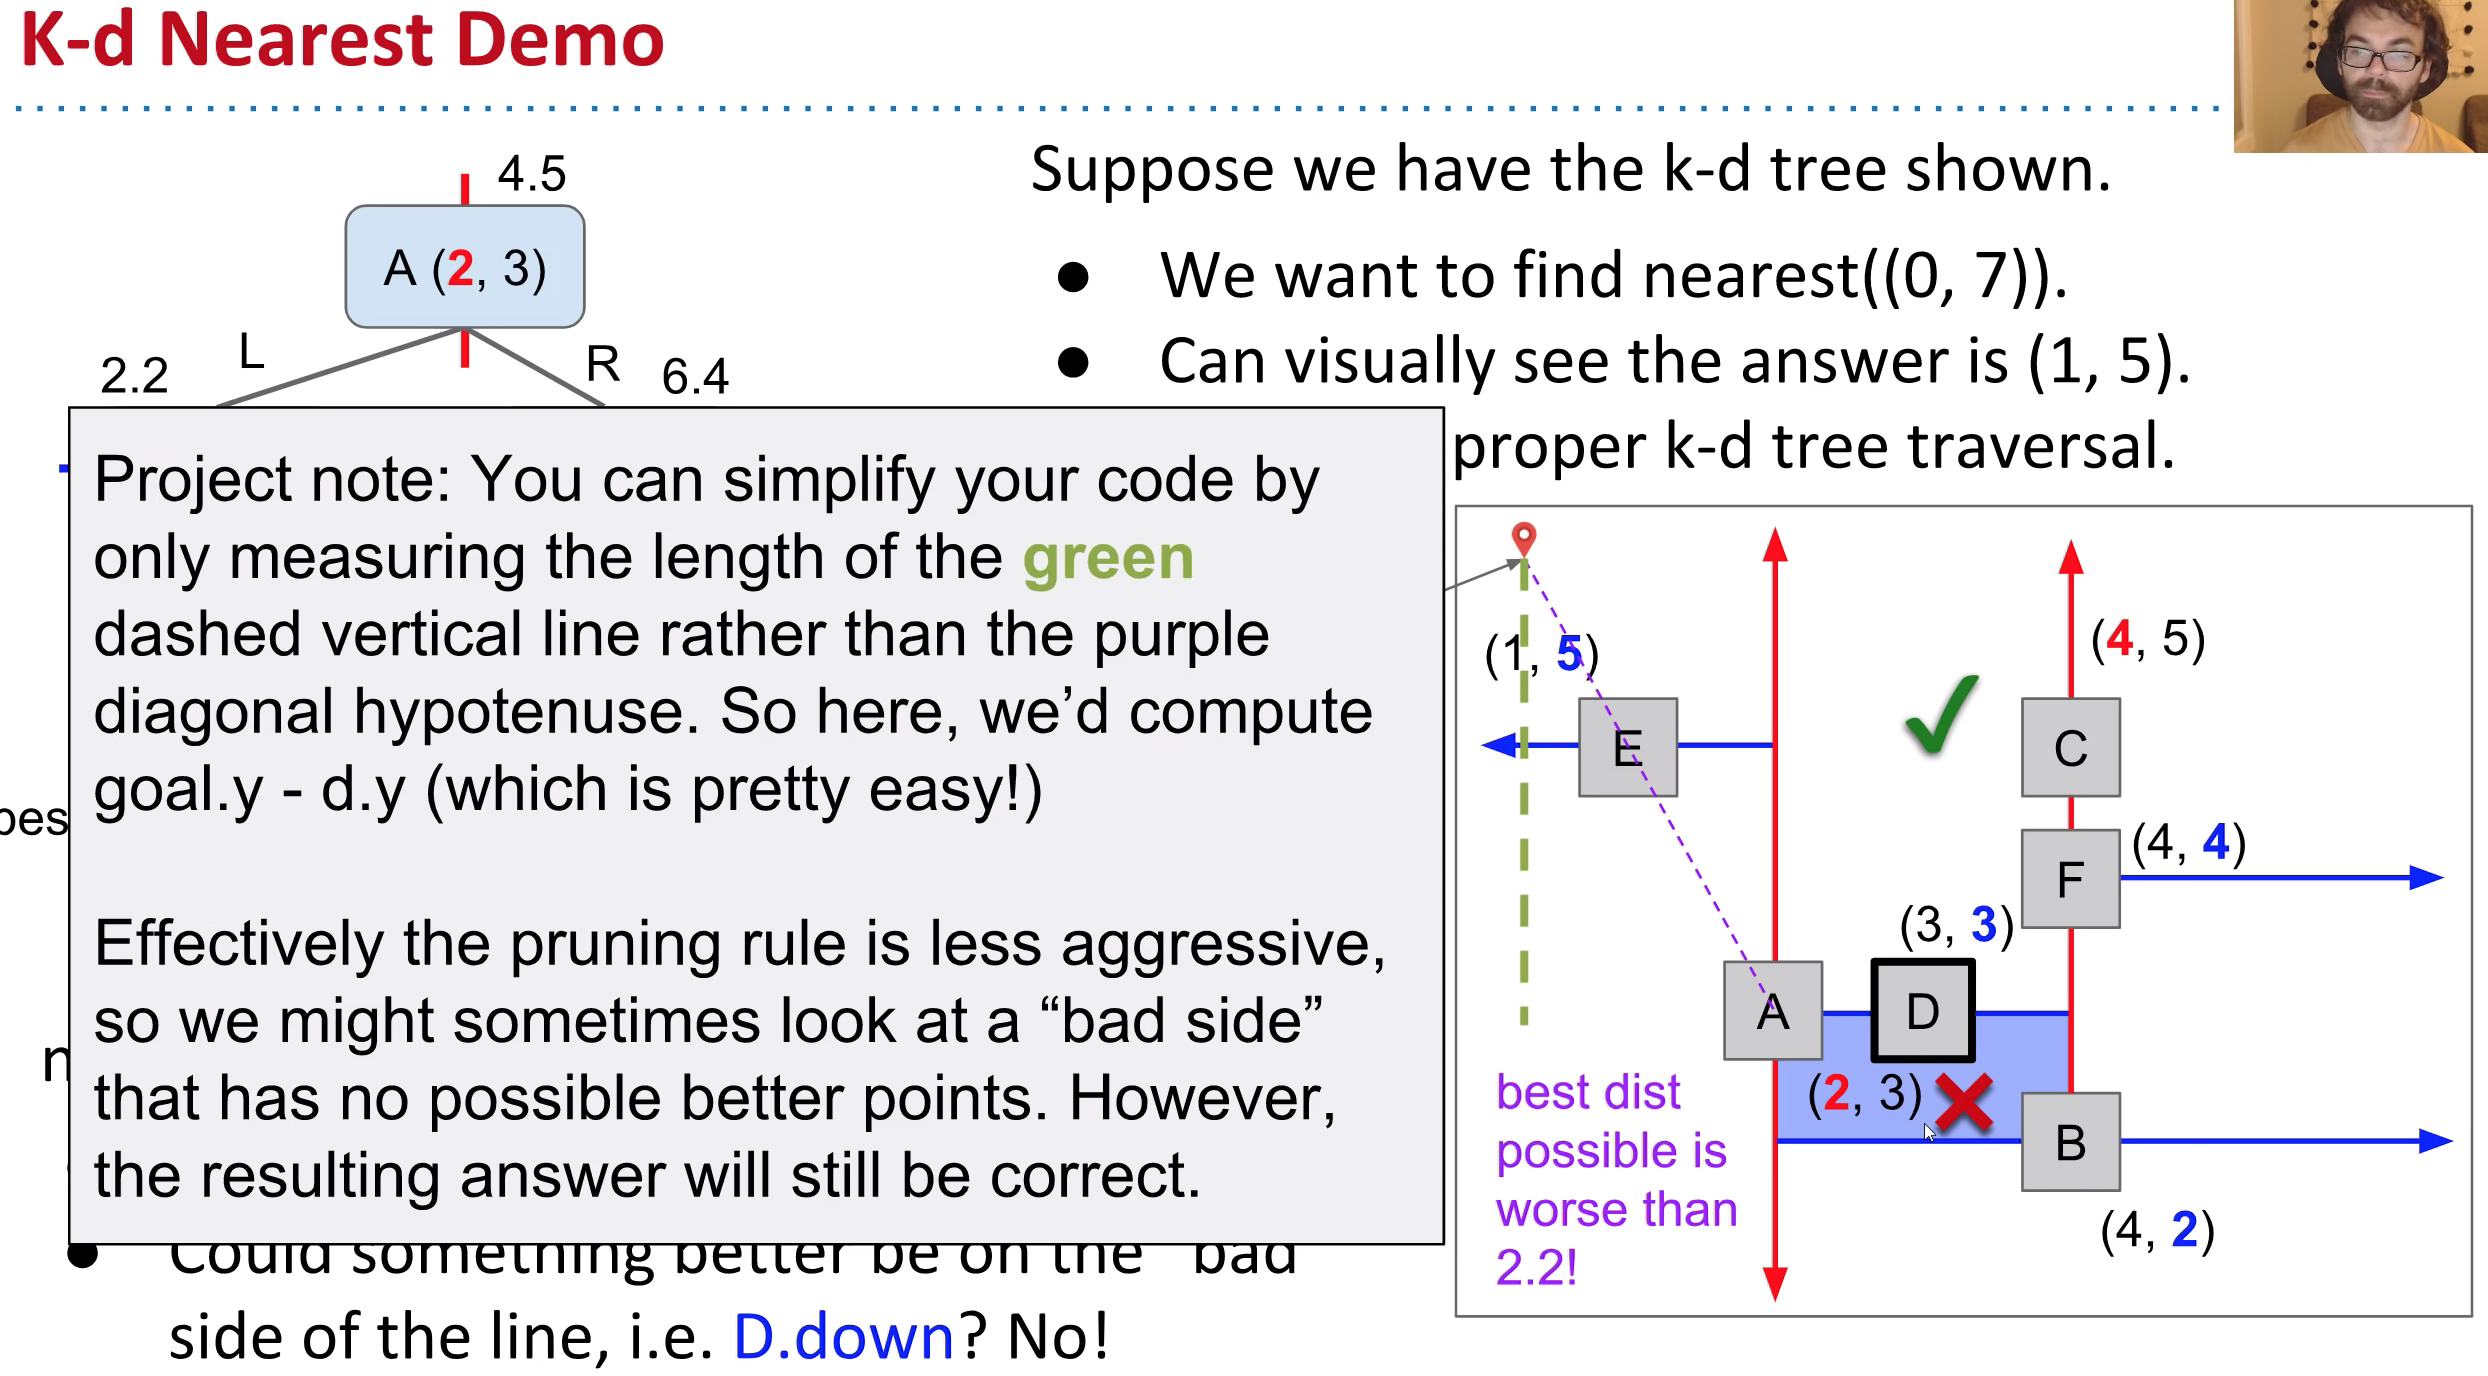 K-d Nearest Demo
4.5
A (2, 3)
L
R
2.2
6.4
Suppose we have the k-d tree shown.
● We want to find nearest((0, 7)).
● Can visually see the answer is (1, 5).
proper k-d tree traversal.
Project note: You can simplify your code by
only measuring the length of the green
dashed vertical line rather than the purple
diagonal hypotenuse. So here, we'd compute
goal.y - d.y (which is pretty easy!)
Effectively the pruning rule is less aggressive,
so we might sometimes look at a “bad side”
that has no possible better points. However,
the resulting answer will still be correct.
● Could something better be on the bad
side of the line, i.e. D.down? No!
(1, 5)
(4, 5)
E
C
(4, 4)
F
(3, 3)
A
D
(2, 3)
B
(4, 2)
best dist
possible is
worse than
2.2!